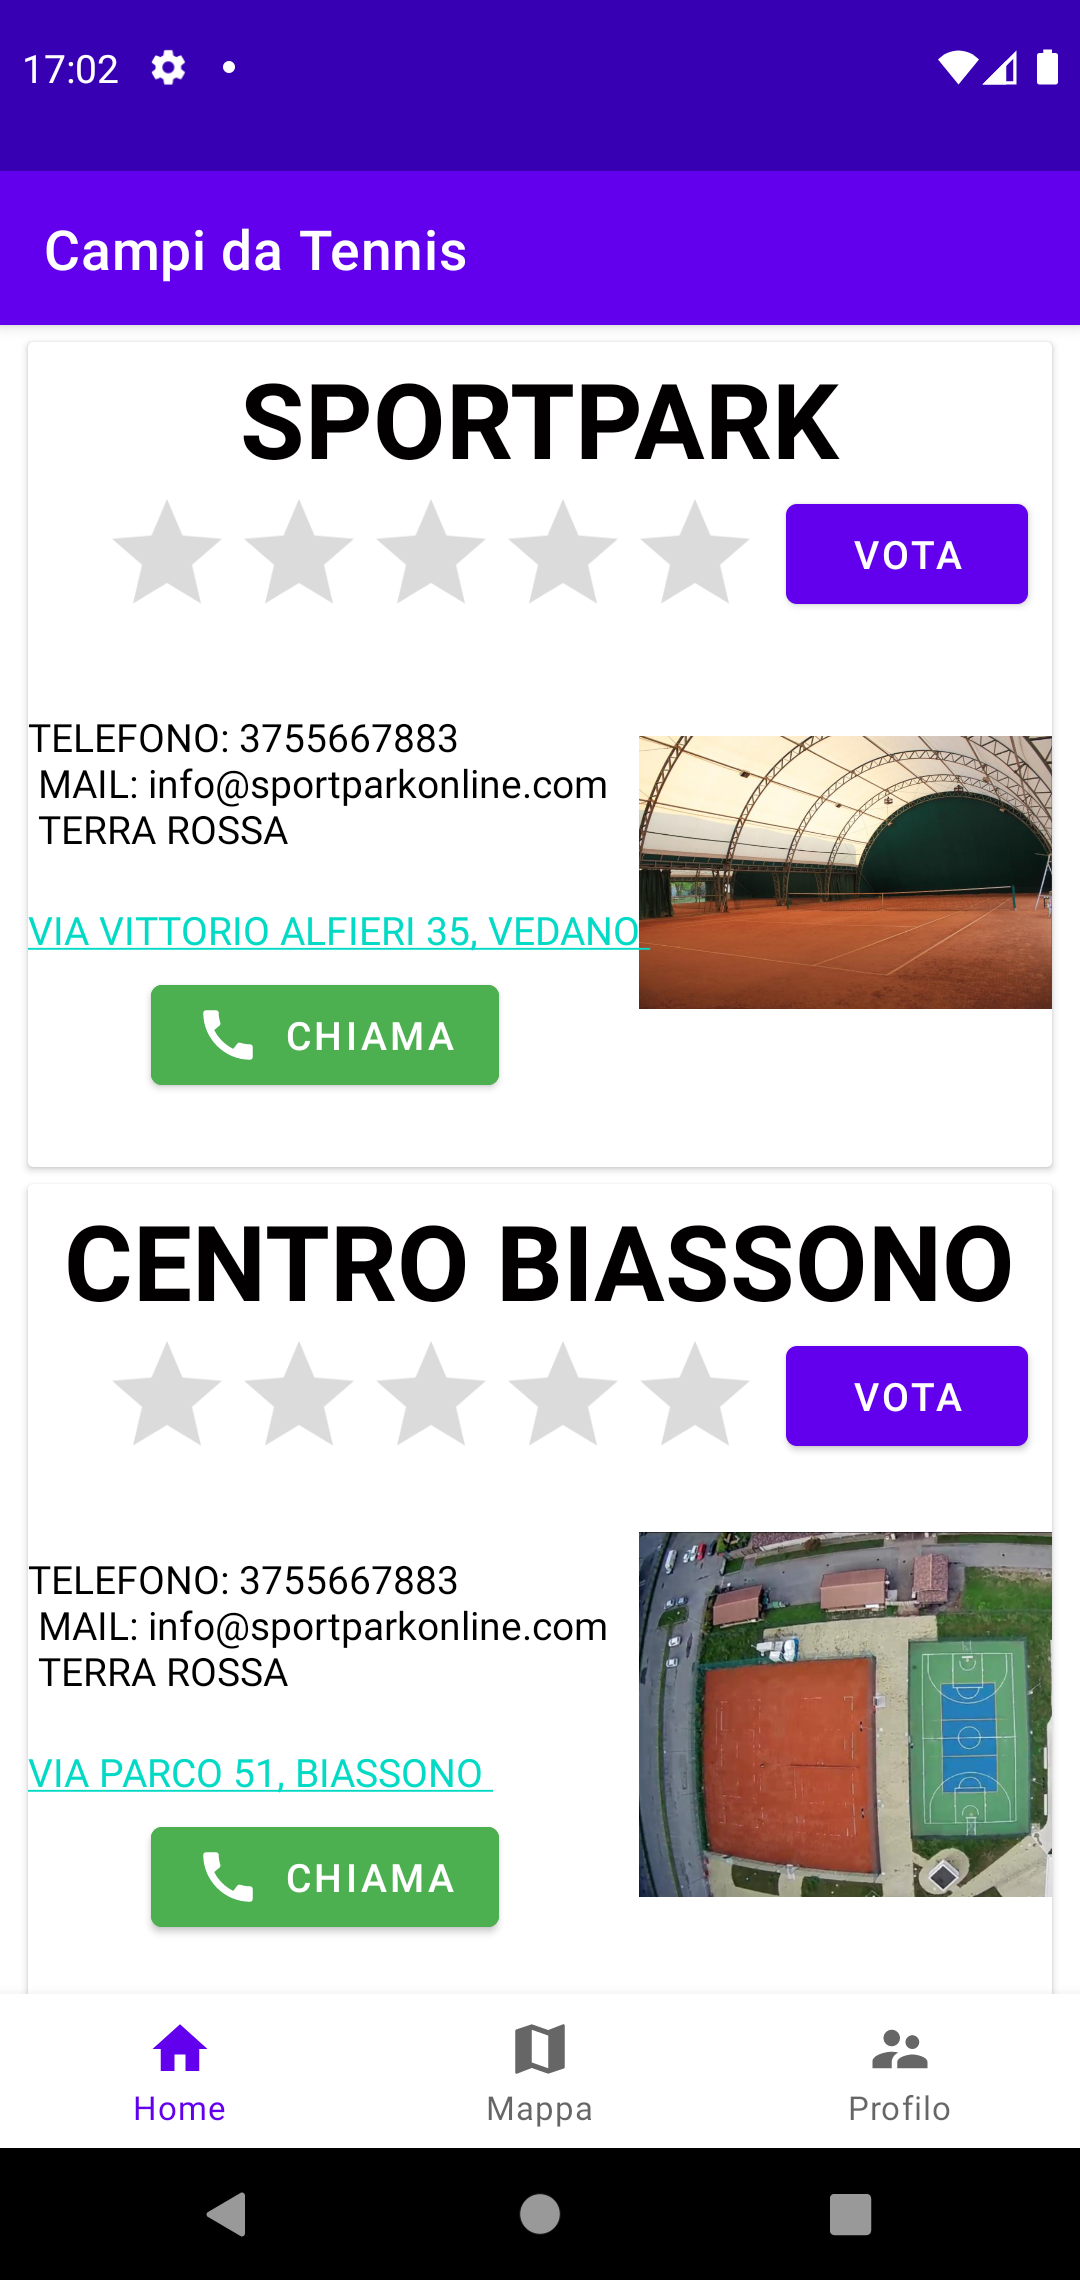 17:02
Campi da Tennis
SPORTPARK
VOTA
TELEFONO: 3755667883
MAIL: info@sportparkonline.com
TERRA ROSSA
VIA VITTORIO ALFIERI 35, VEDANO
CHIAMA
CENTRO BIASSONO
VOTA
TELEFONO: 3755667883
MAIL: info@sportparkonline.com
TERRA ROSSA
VIA PARCO 51, BIASSONO
CHIAMA
Home
Mappa
Profilo